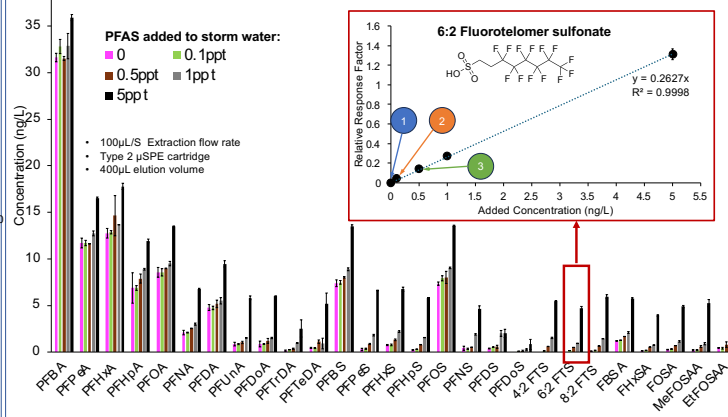 PFAS added to storm water:
0
0.1ppt
0.5ppt
1ppt
5ppt
• 100µL/S Extraction flow rate
• Type 2 µSPE cartridge
• 400µL elution volume
Concentration (ng/L)
35
30
25
20
15
10
5
0
PFBA
PFPeA
PFHxA
PFHpA
PFOA
PFNA
PFDA
PFUnA
PFDoA
PFTrDA
PFTeDA
PFBS
PFPeS
PFHxS
PFHpS
PFOS
PFNS
PFDS
PFDoS
4:2 FTS
6:2 FTS
8:2 FTS
FBSA
FHxSA
FOSA
MeFOSAA
EtFOSAA
6:2 Fluorotelomer sulfonate
Relative Response Factor
1.6
1.4
1.2
1
0.8
0.6
0.4
0.2
0
F F F F F F
O
S
HO
O
F
F
F F F F F F
y = 0.2627x
R² = 0.9998
1
2
3
0 0.5 1 1.5 2 2.5 3 3.5 4 4.5 5 5.5
Added Concentration (ng/L)